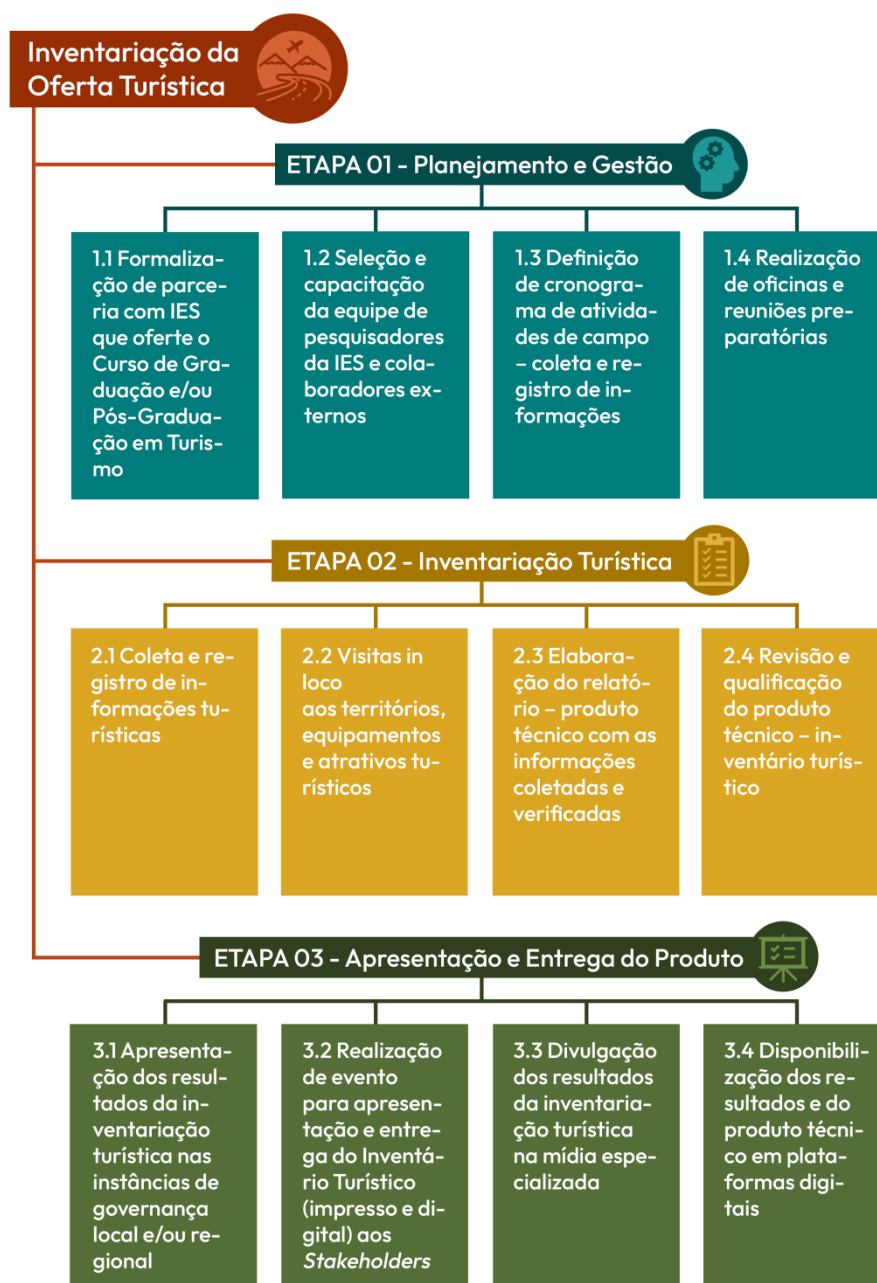 Inventariação da
Oferta Turística
ETAPA 01 - Planejamento e Gestão
1.1 Formaliza-
ção de parce-
ria com IES
que oferte o
Curso de Gra-
duação e/ou
Pós-Gradua-
ção em Turis-
mo
1.2 Seleção e
capacitação
da equipe de
pesquisadores
da IES e cola-
boradores ex-
ternos
1.3 Definição
de cronogra-
ma de ativida-
des de campo
– coleta e re-
gistro de in-
formações
1.4 Realização
de oficinas e
reuniões pre-
paratórias
ETAPA 02 - Inventariação Turística
2.1 Coleta e re-
gistro de in-
formações tu-
rísticas
2.2 Visitas in
loco
aos territórios,
equipamentos
e atrativos tu-
rísticos
2.3 Elabora-
ção do relató-
rio – produto
técnico com as
informações
coletadas e
verificadas
2.4 Revisão e
qualificação
do produto
técnico – in-
ventário turís-
tico
ETAPA 03 - Apresentação e Entrega do Produto
3.1 Apresenta-
ção dos resul-
tados da in-
ventariação
turística nas
instâncias de
governança
local e/ou re-
gional
3.2 Realização
de evento
para apresen-
tação e entre-
ga do Inventá-
rio Turístico
(impresso e di-
gital) aos
Stakeholders
3.3 Divulgação
dos resultados
da inventaria-
ção turística
na mídia espe-
cializada
3.4 Disponibili-
zação dos re-
sultados e do
produto técni-
co em plata-
formas digi-
tais